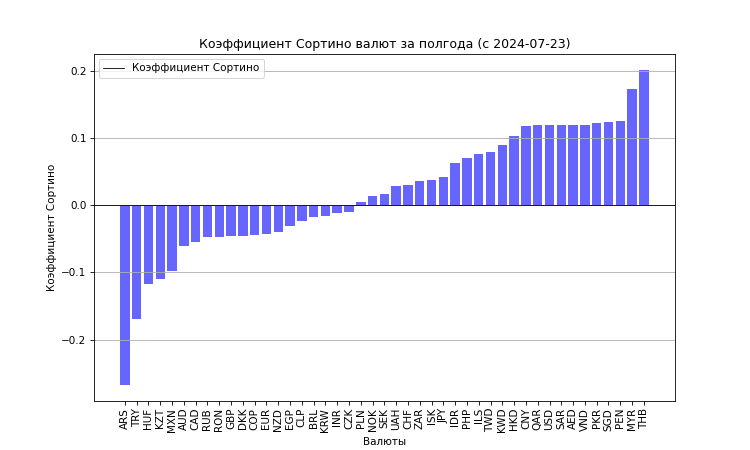 Коэффициент Сортино валют за полгода (с 2024-07-23)
Коэффициент Сортино
0.2
0.1
0.0
−0.1
−0.2
Коэффициент Сортино
ARS TRY HUF KZT MXN AUD CAD RUB RON GBP DKK COP EUR NZD EGP CLP BRL KRW INR CZK PLN NOK SEK UAH CHF ZAR ISK JPY IDR PHP ILS TWD KWD HKD CNY QAR USD SAR AED VND PKR SGD PEN MYR THB
Валюты